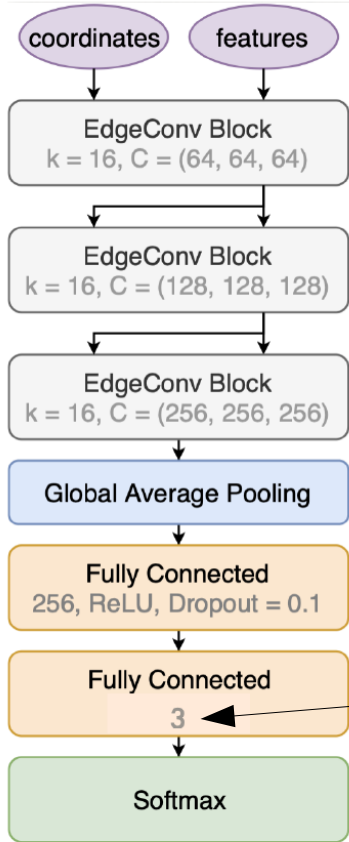 coordinates features
EdgeConv Block
k = 16, C = (64, 64, 64)
EdgeConv Block
k = 16, C = (128, 128, 128)
EdgeConv Block
k = 16, C = (256, 256, 256)
Global Average Pooling
Fully Connected
256, ReLU, Dropout = 0.1
Fully Connected
3
Softmax